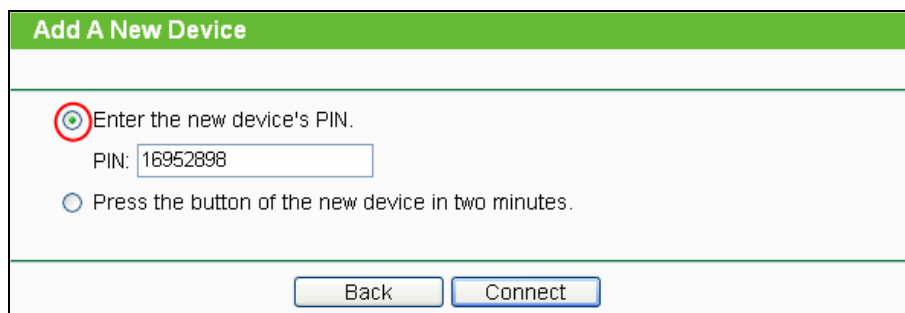 Add A New Device
Enter the new device's PIN.
PIN: 16952898
Press the button of the new device in two minutes.
Back Connect